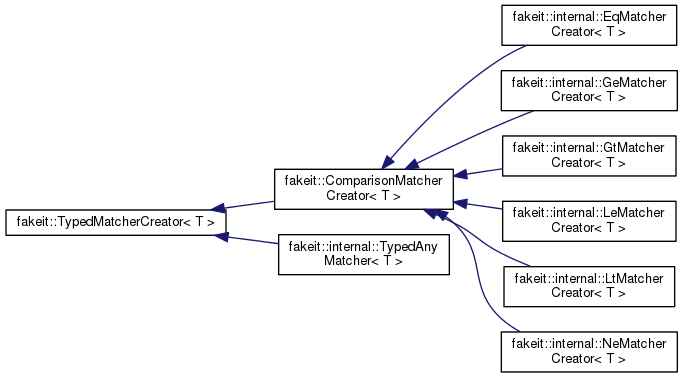 fakeit::internal::EqMatcher
Creator< T >
fakeit::internal::GeMatcher
Creator< T >
fakeit::internal::GtMatcher
Creator< T >
fakeit::ComparisonMatcher
Creator< T >
fakeit::internal::LeMatcher
Creator< T >
fakeit::TypedMatcherCreator< T >
fakeit::internal::TypedAny
Matcher< T >
fakeit::internal::LtMatcher
Creator< T >
fakeit::internal::NeMatcher
Creator< T >